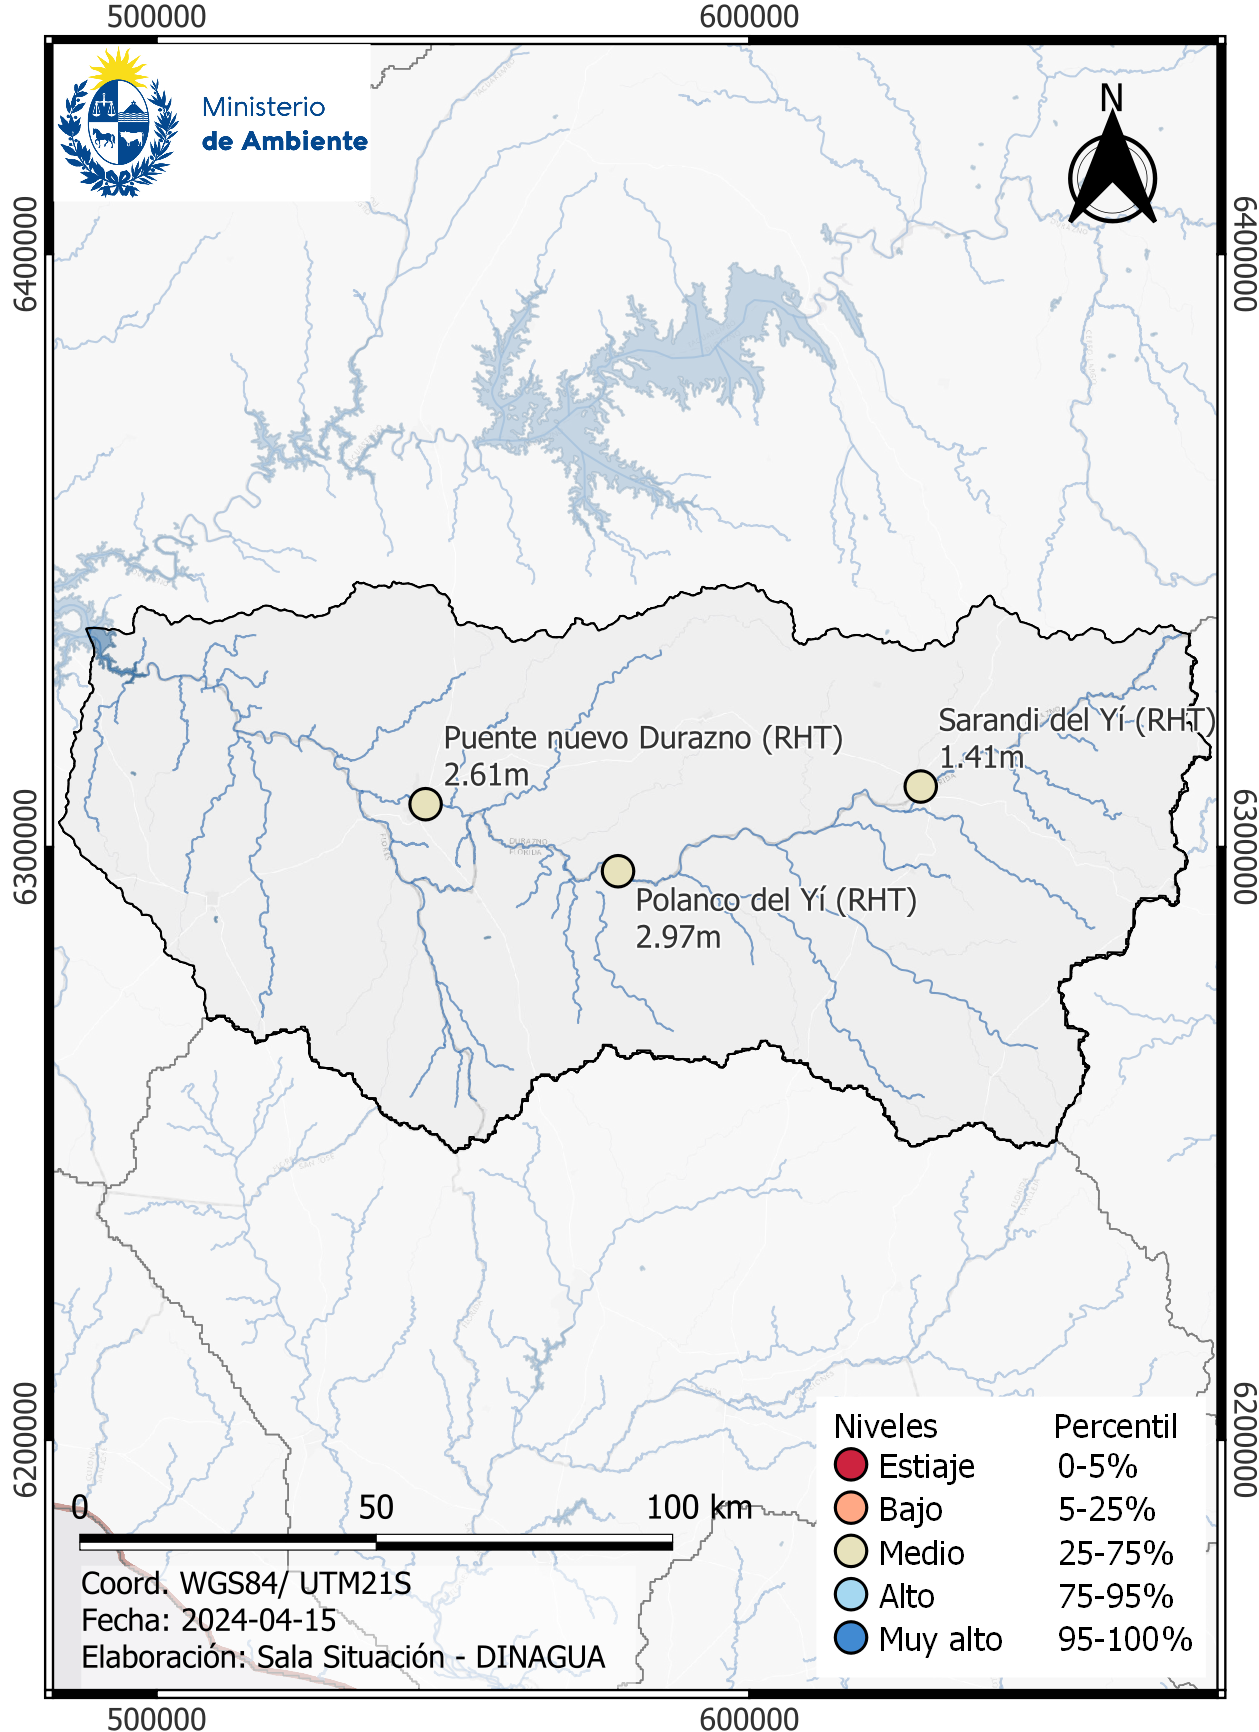 500000
600000
Ministerio
de Ambiente
N
6400000
6400000
Puente nuevo Durazno (RHT)
2.61m
Sarandi del Yí (RHT)
1.41m
6300000
6300000
DURAZNO
FLORIDA
FLORES
Polanco del Yí (RHT)
2.97m
6200000
6200000
0
50
100 km
Coord. WGS84/ UTM21S
Fecha: 2024-04-15
Elaboración: Sala Situación - DINAGUA
Niveles
Percentil
Estiaje
0-5%
Bajo
5-25%
Medio
25-75%
Alto
75-95%
Muy alto
95-100%
500000
600000